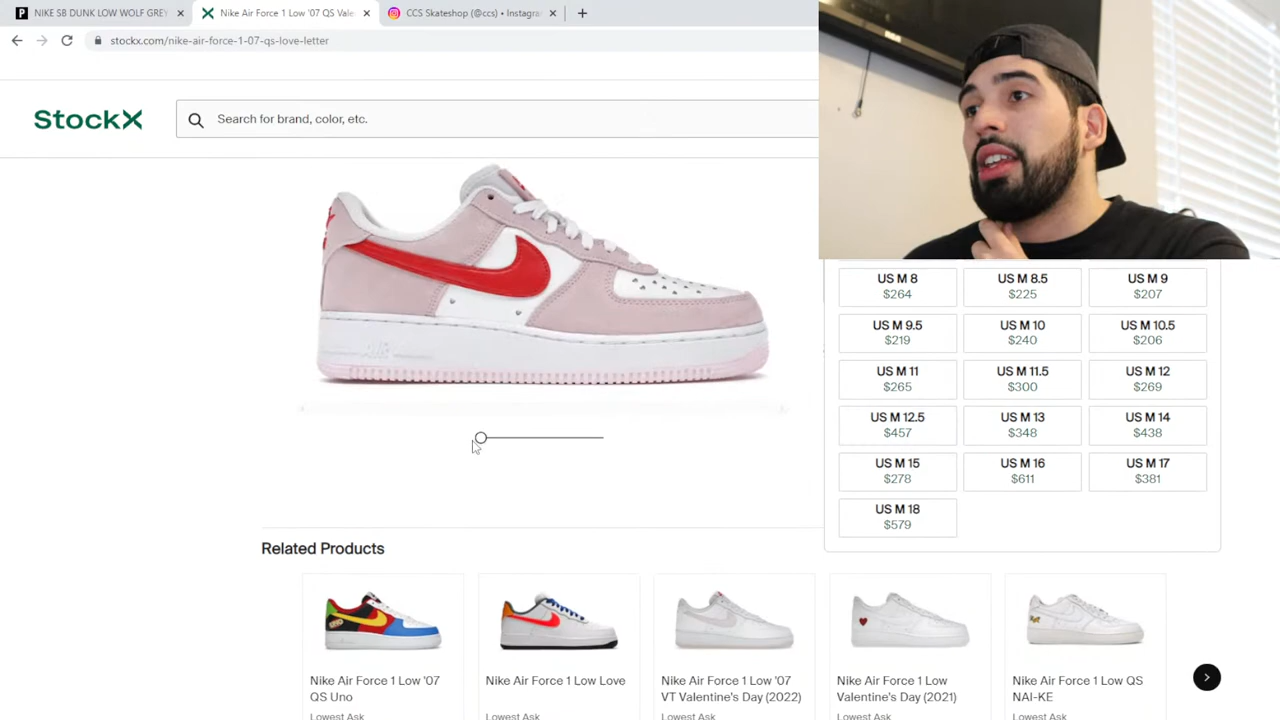 NIKE SB DUNK LOW WOLF GREY
Nike Air Force 1 Low '07 QS Vale
CCS Skateshop (@ccs) • Instagra
stockx.com/nike-air-force-1-07-qs-love-letter
StockX
Search for brand, color, etc.
US M 8
$264
US M 8.5
$225
US M 9
$207
US M 9.5
$219
US M 10
$240
US M 10.5
$206
US M 11
$265
US M 11.5
$300
US M 12
$269
US M 12.5
$457
US M 13
$348
US M 14
$438
US M 15
$278
US M 16
$611
US M 17
$381
US M 18
$579
Related Products
Nike Air Force 1 Low '07
QS Uno
Lowest Ask
Nike Air Force 1 Low Love
Lowest Ask
Nike Air Force 1 Low '07
VT Valentine's Day (2022)
Lowest Ask
Nike Air Force 1 Low
Valentine's Day (2021)
Lowest Ask
Nike Air Force 1 Low QS
NAI-KE
Lowest Ask